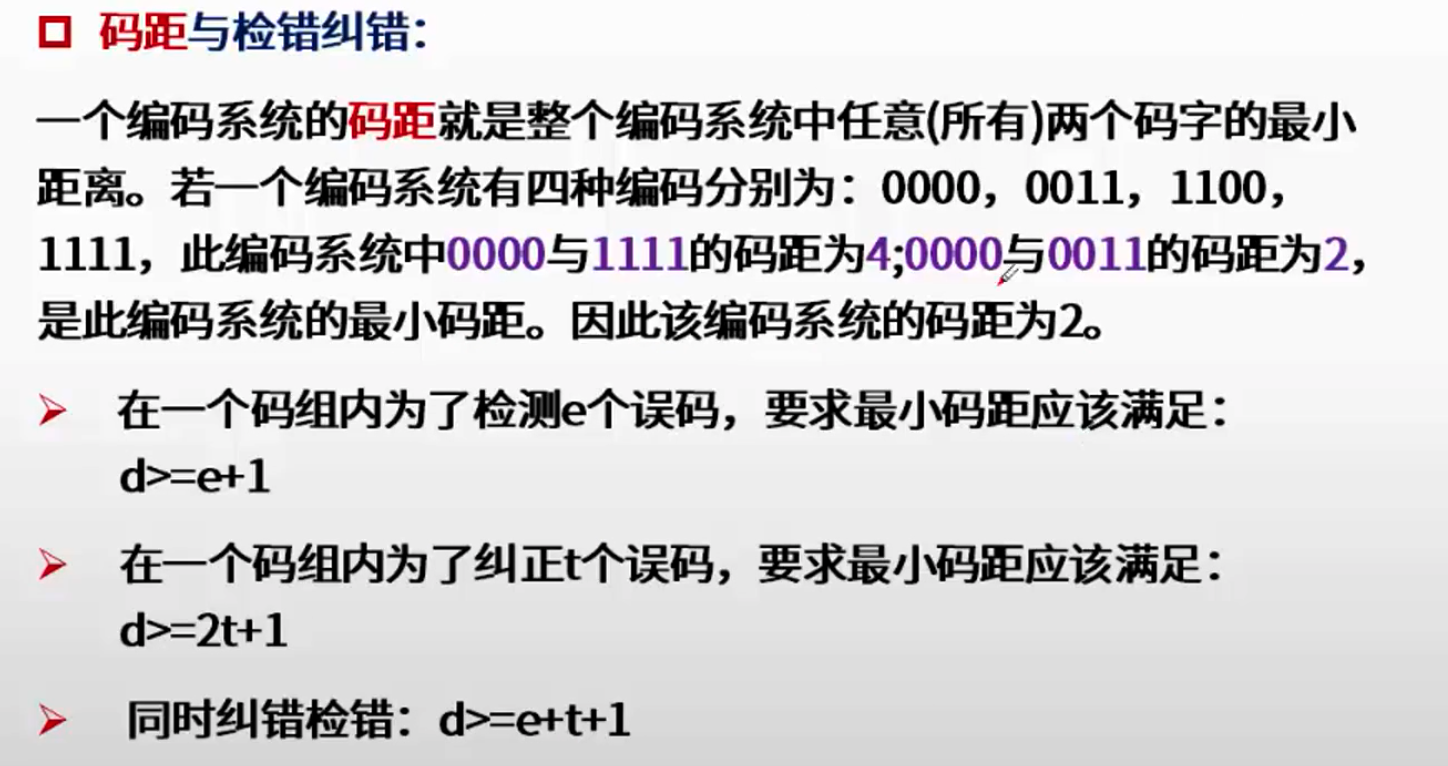 码距与检错纠错：
一个编码系统的码距就是整个编码系统中任意(所有)两个码字的最小
距离。若一个编码系统有四种编码分别为：0000，0011，1100，
1111，此编码系统中0000与1111的码距为4;0000与0011的码距为2，
是此编码系统的最小码距。因此该编码系统的码距为2。
在一个码组内为了检测e个误码，要求最小码距应该满足：
d>=e+1
在一个码组内为了纠正t个误码，要求最小码距应该满足：
d>=2t+1
同时纠错检错：d>=e+t+1